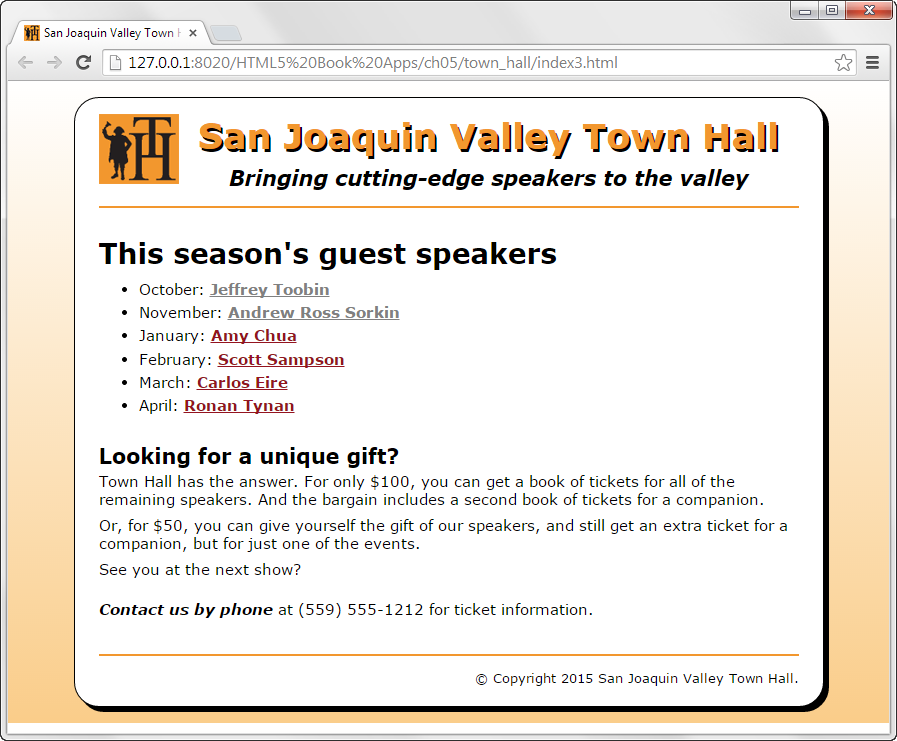 San Joaquin Valley Town H
127.0.0.1:8020/HTML5%20Book%20Apps/ch05/town_hall/index3.html
TH
San Joaquin Valley Town Hall
Bringing cutting-edge speakers to the valley
This season's guest speakers
• October: Jeffrey Toobin
• November: Andrew Ross Sorkin
• January: Amy Chua
• February: Scott Sampson
• March: Carlos Eire
• April: Ronan Tynan
Looking for a unique gift?
Town Hall has the answer. For only $100, you can get a book of tickets for all of the
remaining speakers. And the bargain includes a second book of tickets for a companion.
Or, for $50, you can give yourself the gift of our speakers, and still get an extra ticket for a
companion, but for just one of the events.
See you at the next show?
Contact us by phone at (559) 555-1212 for ticket information.
© Copyright 2015 San Joaquin Valley Town Hall.